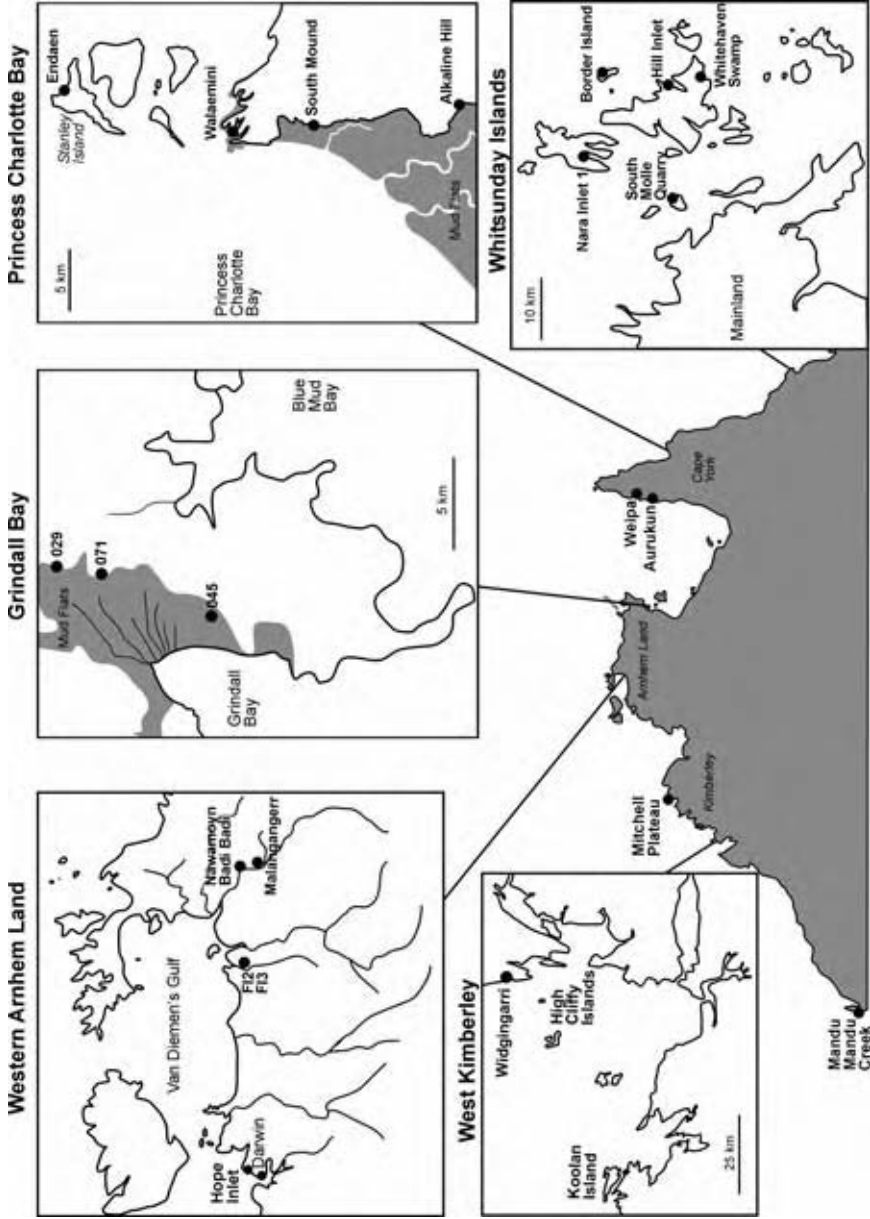 Western Arnhem Land
Van Diemen's Gulf
Hope
Inlet
Darwin
Fl2
Fl3
Nawamoyn
Badi Badi
Malangangerr
Grindall Bay
Mud Flats
029
071
045
Grindall
Bay
Blue
Mud
Bay
5 km
Princess Charlotte Bay
5 km
Stanley
Island
Endaen
Walaemini
South Mound
Alkaline Hill
Princess
Charlotte
Bay
Mud Flats
West Kimberley
Widgingarri
High
Cliffy
Islands
Koolan
Island
25 km
Mandu
Mandu
Creek
Mitchell
Plateau
Kimberley
Arnhem Land
Weipa
Aurukun
Cape
York
Whitsunday Islands
10 km
Nara Inlet 1
Border Island
South
Molle
Quarry
Hill Inlet
Whitehaven
Swamp
Mainland